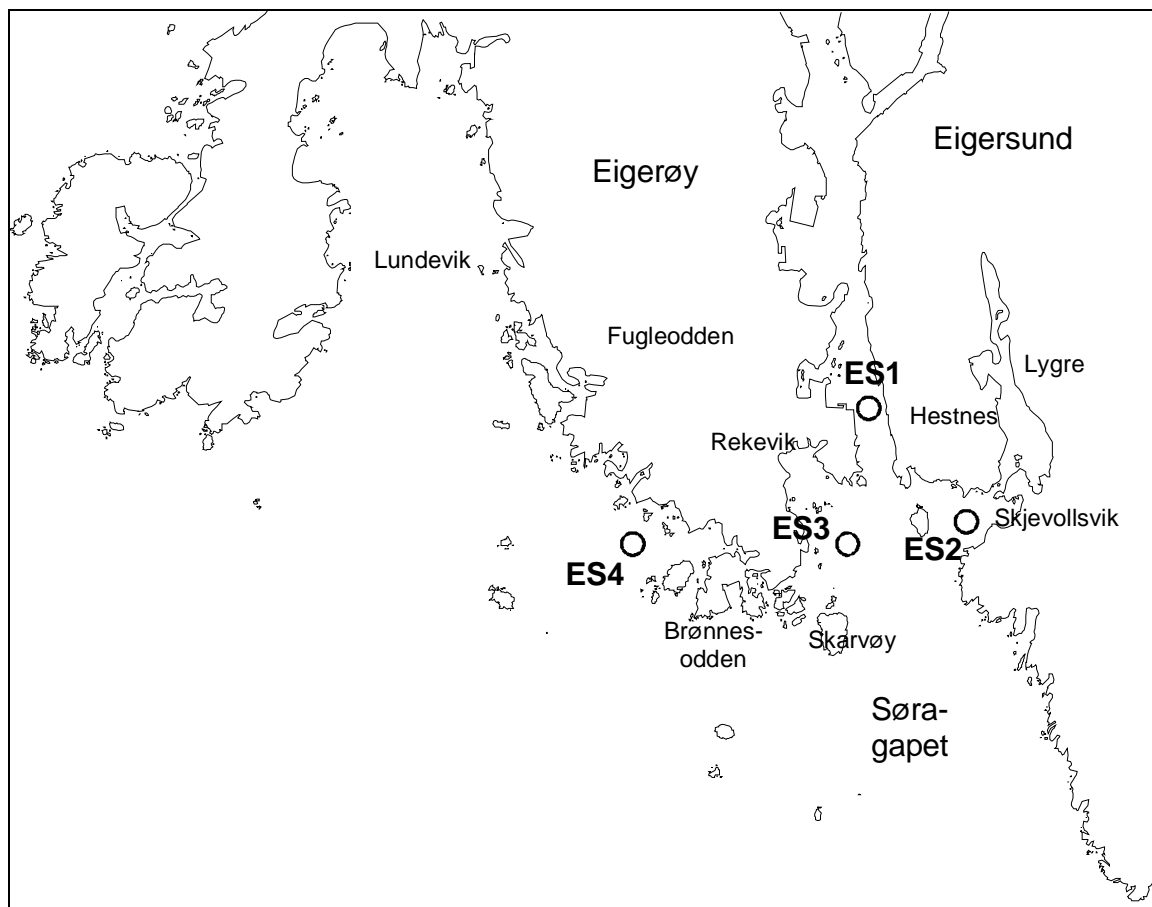 Eigersund
Eigerøy
Lundevik
Fugleodden
Lygre
ES1
Hestnes
Rekevik
Skjevollsvik
ES3
ES2
ES4
Brønnes-
odden
Skarvøy
Søra-
gapet